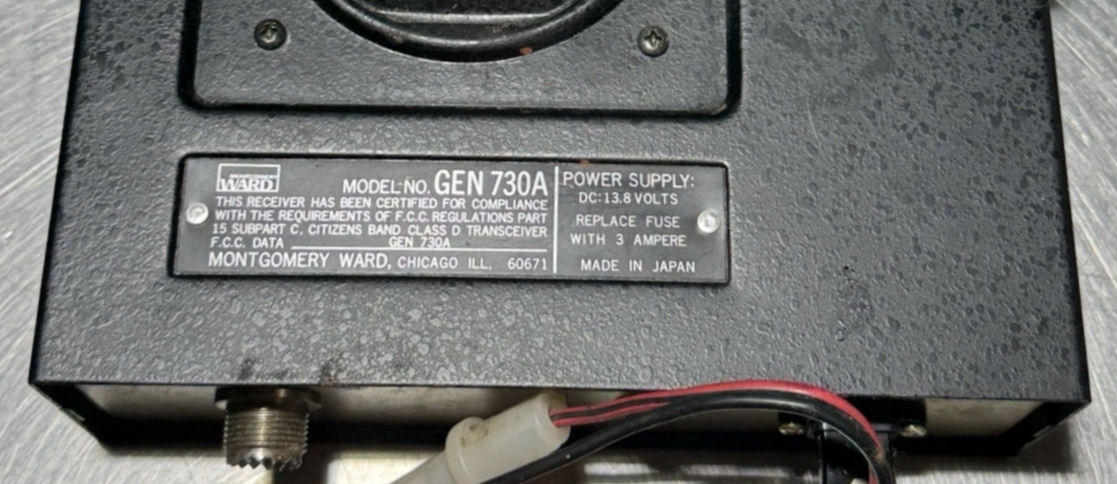 MONTGOMERY
WARD
MODEL NO. GEN 730A
THIS RECEIVER HAS BEEN CERTIFIED FOR COMPLIANCE
WITH THE REQUIREMENTS OF F.C.C. REGULATIONS PART
15 SUBPART C, CITIZENS BAND CLASS D TRANSCEIVER
F.C.C. DATA GEN 730A
MONTGOMERY WARD, CHICAGO ILL, 60671
POWER SUPPLY:
DC:13.8 VOLTS
REPLACE FUSE
WITH 3 AMPERE
MADE IN JAPAN